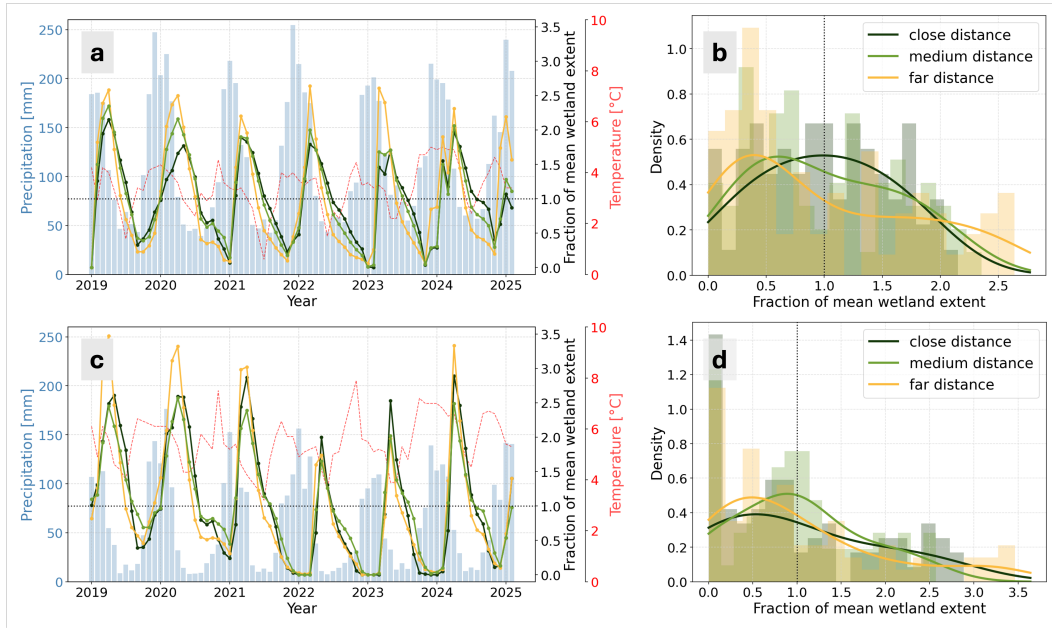 a
Precipitation [mm]
250
200
150
100
50
0
2019 2020 2021 2022 2023 2024 2025
Year
3.5
3.0
2.5
2.0
1.5
1.0
0.5
0.0
Fraction of mean wetland extent
10
8
6
4
2
0
Temperature [°C]
b
close distance
medium distance
far distance
Density
1.0
0.8
0.6
0.4
0.2
0.0
0.0 0.5 1.0 1.5 2.0 2.5
Fraction of mean wetland extent
c
Precipitation [mm]
250
200
150
100
50
0
2019 2020 2021 2022 2023 2024 2025
Year
3.5
3.0
2.5
2.0
1.5
1.0
0.5
0.0
Fraction of mean wetland extent
10
8
6
4
2
0
Temperature [°C]
d
close distance
medium distance
far distance
Density
1.4
1.2
1.0
0.8
0.6
0.4
0.2
0.0
0.0 0.5 1.0 1.5 2.0 2.5 3.0 3.5
Fraction of mean wetland extent